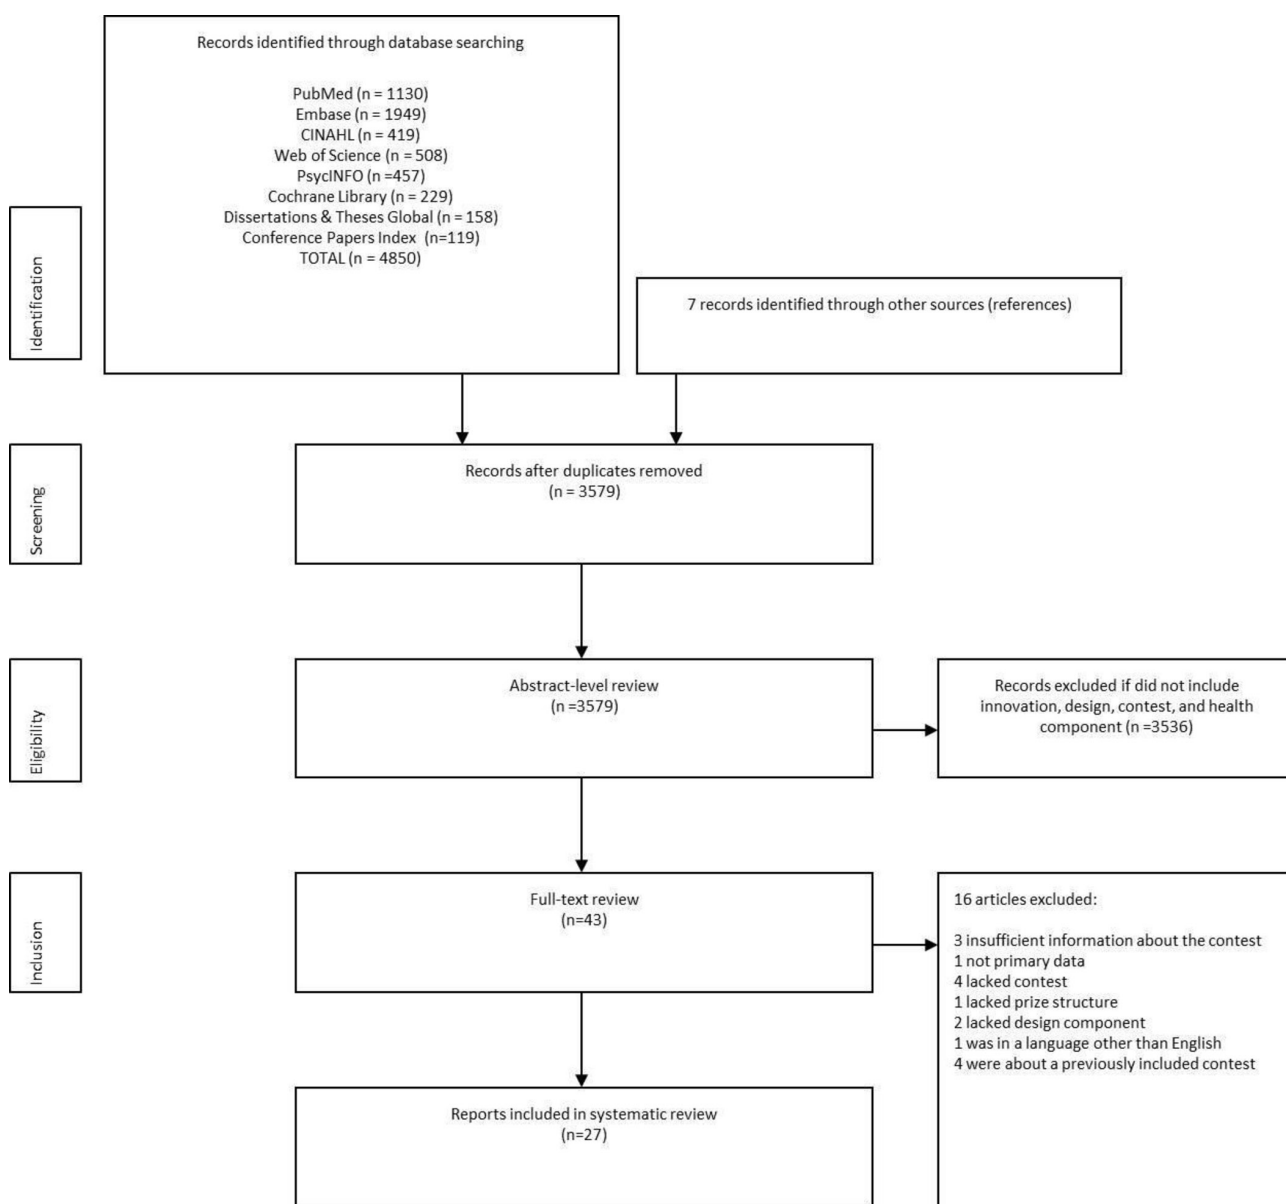 Records identified through database searching
PubMed (n = 1130)
Embase (n = 1949)
CINAHL (n = 419)
Web of Science (n = 508)
PsycINFO (n =457)
Cochrane Library (n = 229)
Dissertations & Theses Global (n = 158)
Conference Papers Index (n=119)
TOTAL (n = 4850)
Identification
7 records identified through other sources (references)
Screening
Records after duplicates removed
(n = 3579)
Eligibility
Abstract-level review
(n =3579)
Records excluded if did not include
innovation, design, contest, and health
component (n =3536)
Inclusion
Full-text review
(n=43)
16 articles excluded:
3 insufficient information about the contest
1 not primary data
4 lacked contest
1 lacked prize structure
2 lacked design component
1 was in a language other than English
4 were about a previously included contest
Reports included in systematic review
(n=27)